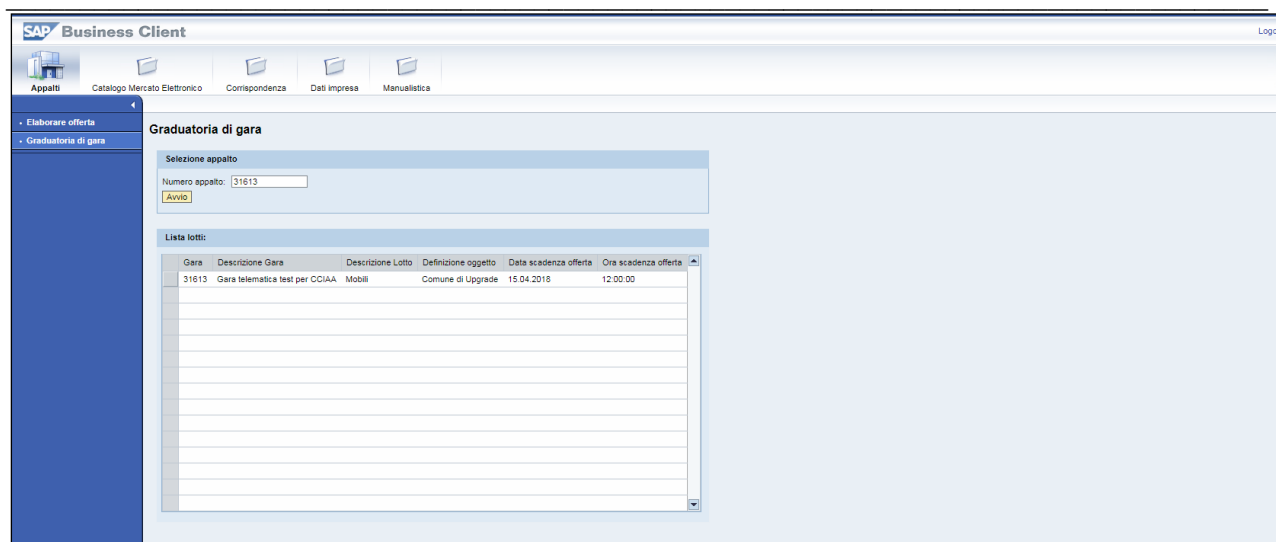 SAP Business Client
Logo
Appalti
Catalogo Mercato Elettronico
Corrispondenza
Dati impresa
Manualistica
• Elaborare offerta
• Graduatoria di gara
Graduatoria di gara
Selezione appalto
Numero appalto: 31613
Avvio
Lista lotti:
Gara Descrizione Gara Descrizione Lotto Definizione oggetto Data scadenza offerta Ora scadenza offerta
31613 Gara telematica test per CCIAA Mobili Comune di Upgrade 15.04.2018 12:00:00